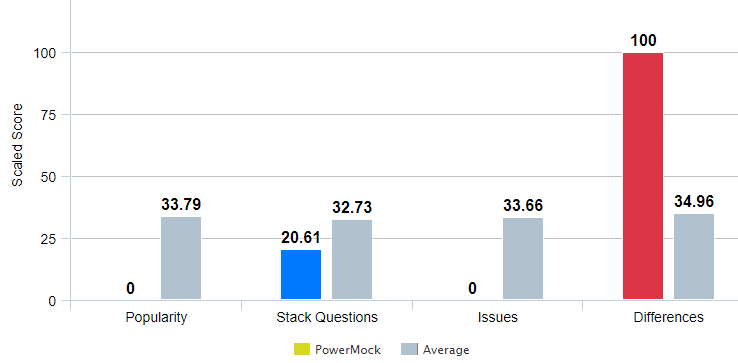 100
100
75
50
25
0
Scaled Score
33.79
32.73
33.66
34.96
20.61
0
0
Popularity
Stack Questions
Issues
Differences
PowerMock
Average